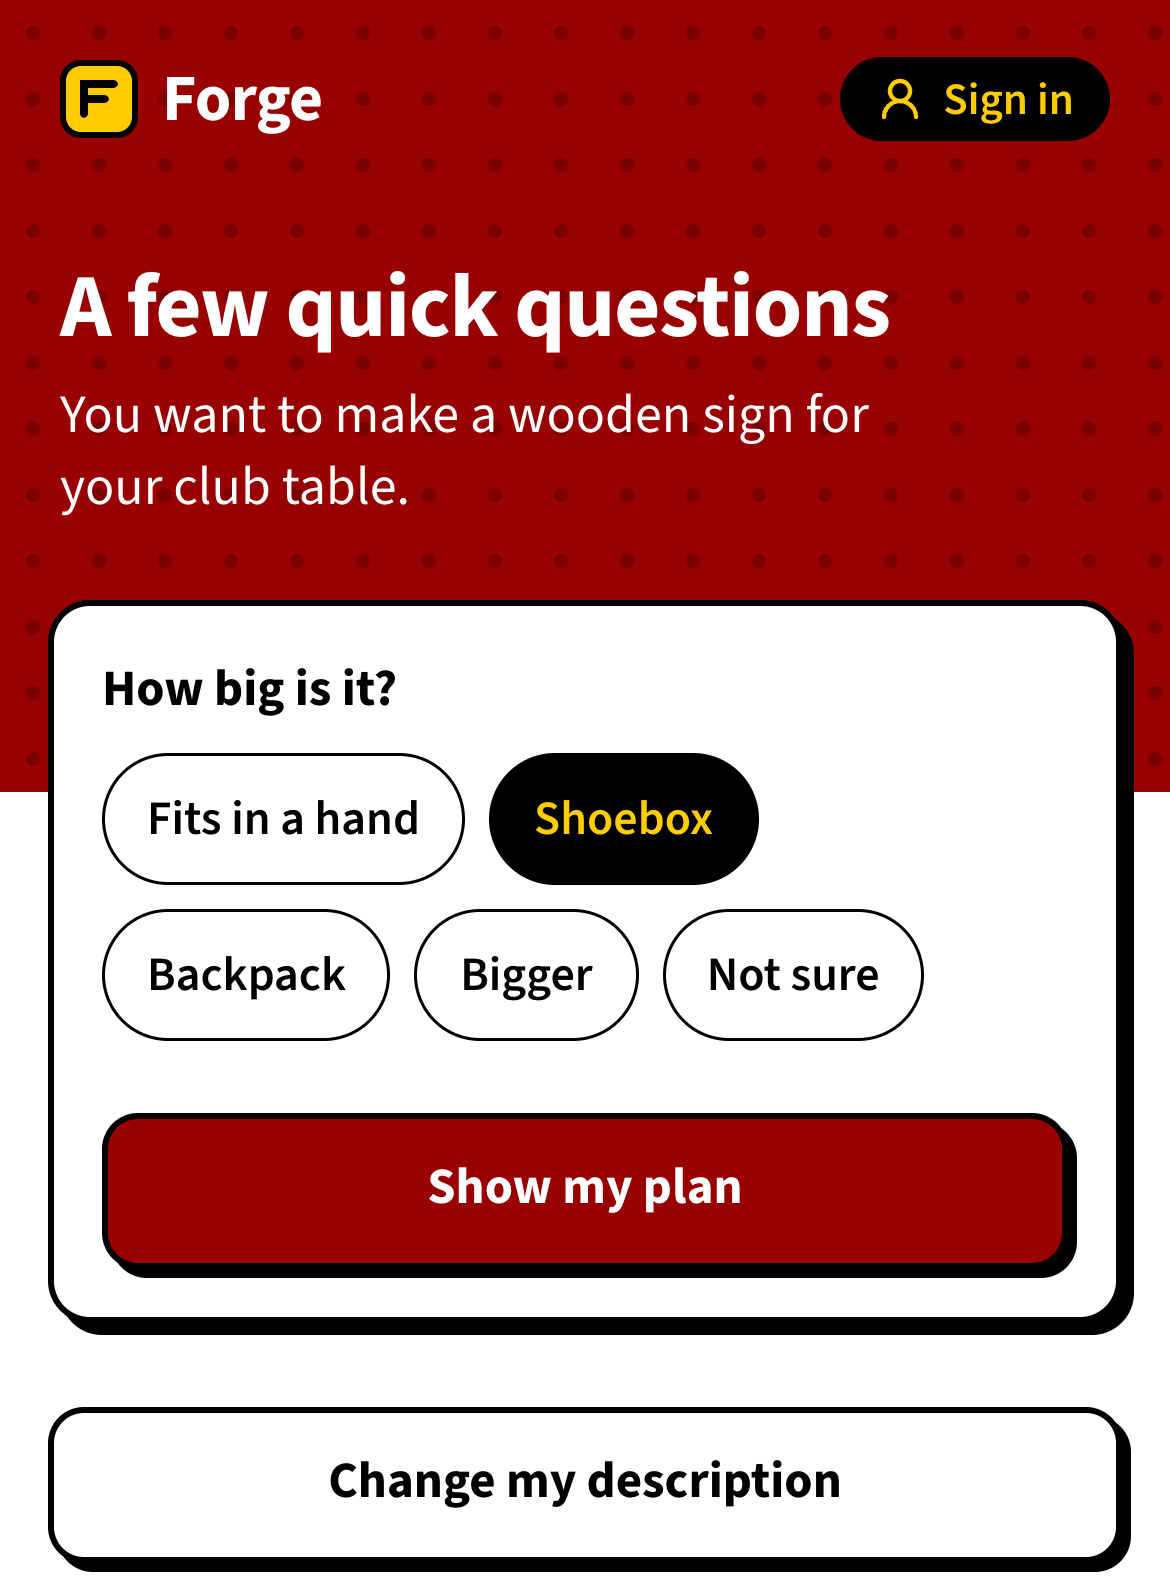 Forge
Sign in
A few quick questions
You want to make a wooden sign for
your club table.
How big is it?
Fits in a hand
Shoebox
Backpack
Bigger
Not sure
Show my plan
Change my description